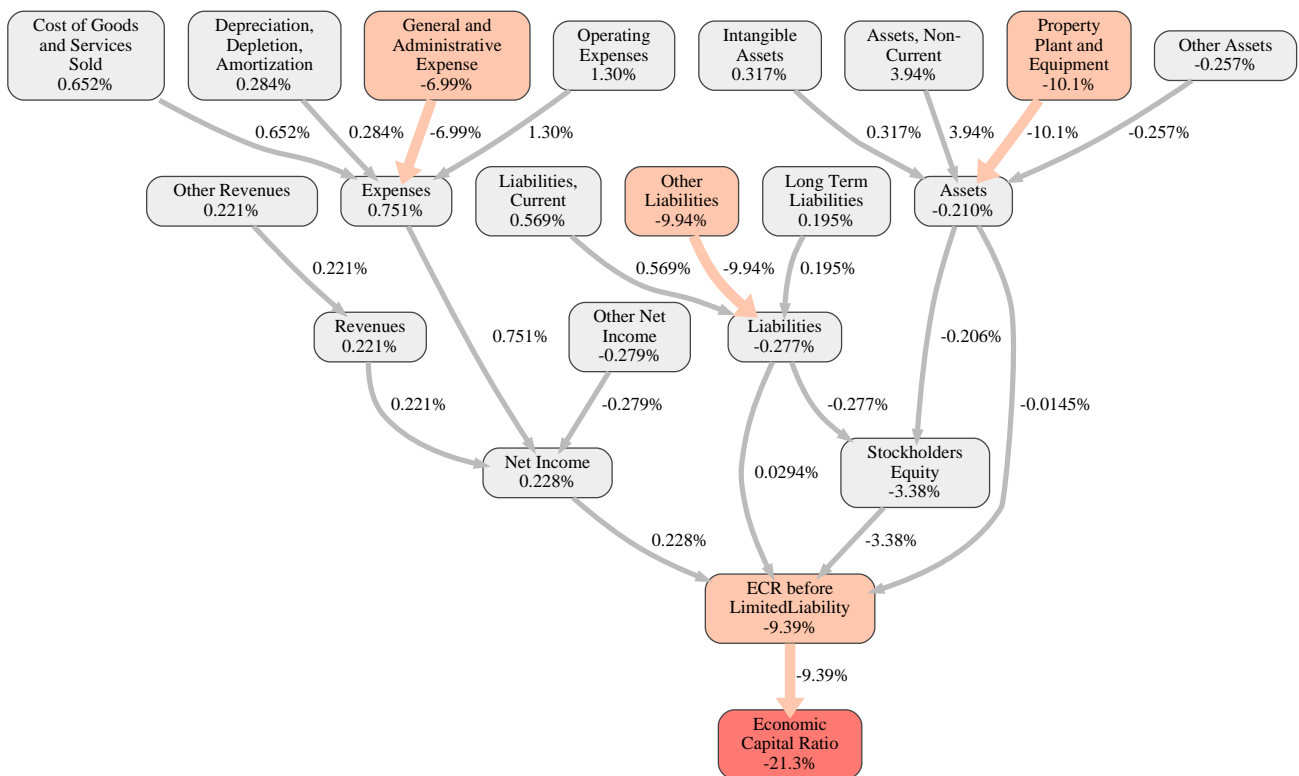 Cost of Goods
and Services
Sold
0.652%
Depreciation,
Depletion,
Amortization
0.284%
General and
Administrative
Expense
-6.99%
Operating
Expenses
1.30%
Intangible
Assets
0.317%
Assets, Non-
Current
3.94%
Property
Plant and
Equipment
-10.1%
Other Assets
-0.257%
0.652%
0.284%
-6.99%
1.30%
0.317%
3.94%
-10.1%
-0.257%
Other Revenues
0.221%
Expenses
0.751%
Liabilities,
Current
0.569%
Other
Liabilities
-9.94%
Long Term
Liabilities
0.195%
Assets
-0.210%
0.221%
0.569%
-9.94%
0.195%
Revenues
0.221%
0.751%
Other Net
Income
-0.279%
Liabilities
-0.277%
-0.206%
0.221%
-0.279%
-0.277%
-0.0145%
Net Income
0.228%
0.0294%
Stockholders
Equity
-3.38%
0.228%
-3.38%
ECR before
LimitedLiability
-9.39%
-9.39%
Economic
Capital Ratio
-21.3%